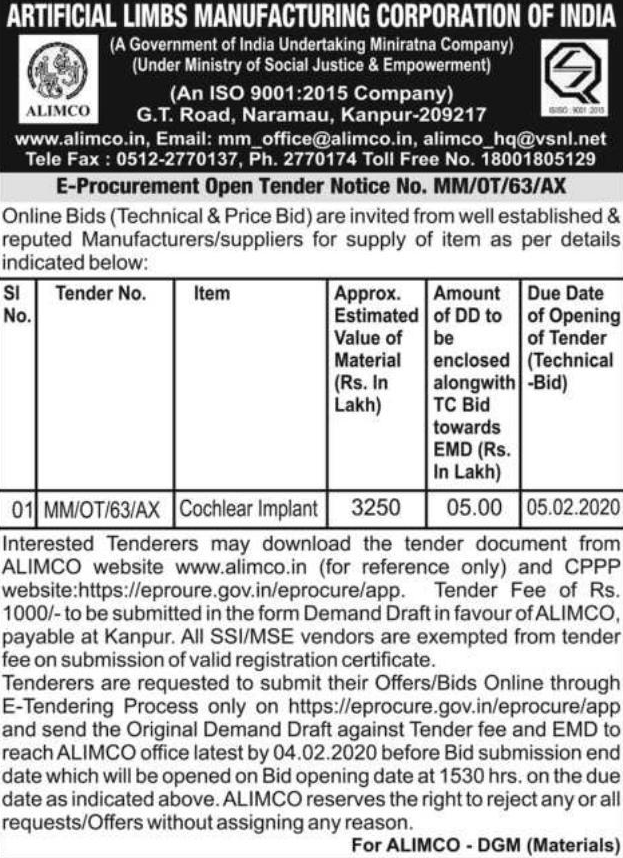 ARTIFICIAL LIMBS MANUFACTURING CORPORATION OF INDIA
(A Government of India Undertaking Miniratna Company)
(Under Ministry of Social Justice & Empowerment)
(An ISO 9001:2015 Company)
G.T. Road, Naramau, Kanpur-209217
ALIMCO
IS/ISO : 9001 2015
www.alimco.in, Email: mm_office@alimco.in, alimco_hq@vsnl.net
Tele Fax : 0512-2770137, Ph. 2770174 Toll Free No. 18001805129
E-Procurement Open Tender Notice No. MM/OT/63/AX
Online Bids (Technical & Price Bid) are invited from well established &
reputed Manufacturers/suppliers for supply of item as per details
indicated below:
Sl No.
Tender No.
Item
Approx.
Estimated
Value of
Material
(Rs. In
Lakh)
Amount
of DD to
be
enclosed
alongwith
TC Bid
towards
EMD (Rs.
In Lakh)
Due Date
of Opening
of Tender
(Technical
-Bid)
01 MM/OT/63/AX Cochlear Implant 3250 05.00 05.02.2020
Interested Tenderers may download the tender document from
ALIMCO website www.alimco.in (for reference only) and CPPP
website:https://eproure.gov.in/eprocure/app. Tender Fee of Rs.
1000/- to be submitted in the form Demand Draft in favour of ALIMCO,
payable at Kanpur. All SSI/MSE vendors are exempted from tender
fee on submission of valid registration certificate.
Tenderers are requested to submit their Offers/Bids Online through
E-Tendering Process only on https://eprocure.gov.in/eprocure/app
and send the Original Demand Draft against Tender fee and EMD to
reach ALIMCO office latest by 04.02.2020 before Bid submission end
date which will be opened on Bid opening date at 1530 hrs. on the due
date as indicated above. ALIMCO reserves the right to reject any or all
requests/Offers without assigning any reason.
For ALIMCO - DGM (Materials)